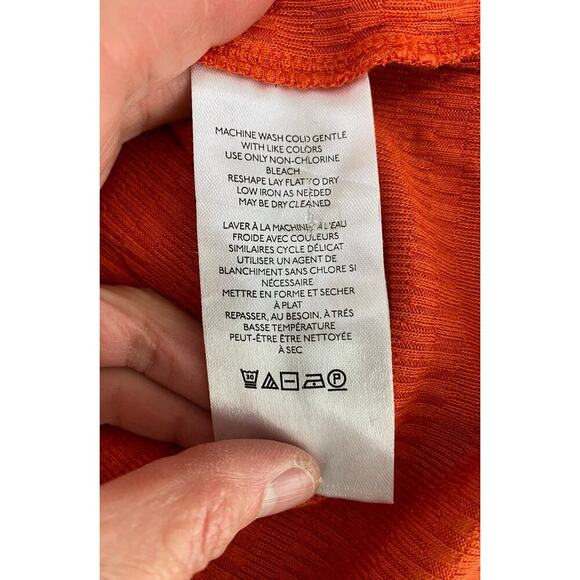 MACHINE WASH COLD GENTLE
WITH LIKE COLORS
USE ONLY NON-CHLORINE
BLEACH
RESHAPE LAY FLAT TO DRY
LOW IRON AS NEEDED
MAY BE DRY CLEANED
LAVER À LA MACHINE À L'EAU
FROIDE AVEC COULEURS
SIMILAIRES CYCLE DÉLICAT
UTILISER UN AGENT DE
BLANCHIMENT SANS CHLORE SI
NÉCESSAIRE
METTRE EN FORME ET SECHER
À PLAT
REPASSER, AU BESOIN, À TRÉS
BASSE TEMPÉRATURE
PEUT-ÊTRE ÊTRE NETTOYÉE
À SEC
30 P